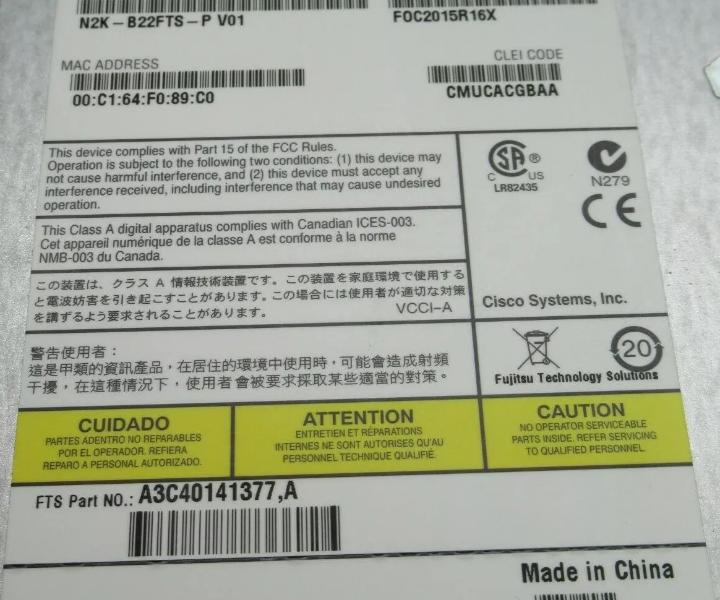 N2K-B22FTS-P V01
FOC2015R16X
MAC ADDRESS
CLEI CODE
00:C1:64:F0:89:C0
CMUCACGBAA
This device complies with Part 15 of the FCC Rules.
Operation is subject to the following two conditions: (1) this device may
not cause harmful interference, and (2) this device must accept any
interference received, including interference that may cause undesired
operation.
SA ®
C US
LR82435
N279
CE
This Class A digital apparatus complies with Canadian ICES-003.
Cet appareil numérique de la classe A est conforme à la norme
NMB-003 du Canada.
この装置は、クラス A 情報技術装置です。この装置を家庭環境で使用する
と電波妨害を引き起こすことがあります。この場合には使用者が適切な対策
を講ずるよう要求されることがあります。
VCCI-A
Cisco Systems, Inc.
警告使用者：
這是甲類的資訊產品，在居住的環境中使用時，可能會造成射頻
干擾，在這種情況下，使用者會被要求採取某些適當的對策。
20
Fujitsu Technology Solutions
CUIDADO
PARTES ADENTRO NO REPARABLES
POR EL OPERADOR. REFIERA
REPARO A PERSONAL AUTORIZADO.
ATTENTION
ENTRETIEN ET RÉPARATIONS
INTERNES NE SONT AUTORISES QU'AU
PERSONNEL TECHNIQUE QUALIFIÉ.
CAUTION
NO OPERATOR SERVICEABLE
PARTS INSIDE. REFER SERVICING
TO QUALIFIED PERSONNEL.
FTS Part NO.: A3C40141377,A
Made in China